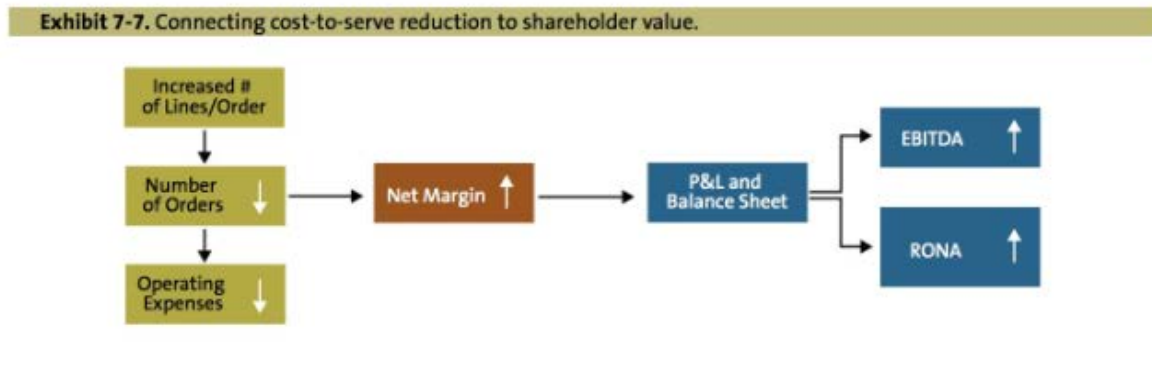 Exhibit 7-7. Connecting cost-to-serve reduction to shareholder value.
Increased #
of Lines/Order
Number
of Orders
Operating
Expenses
Net Margin
P&L and
Balance Sheet
EBITDA
RONA